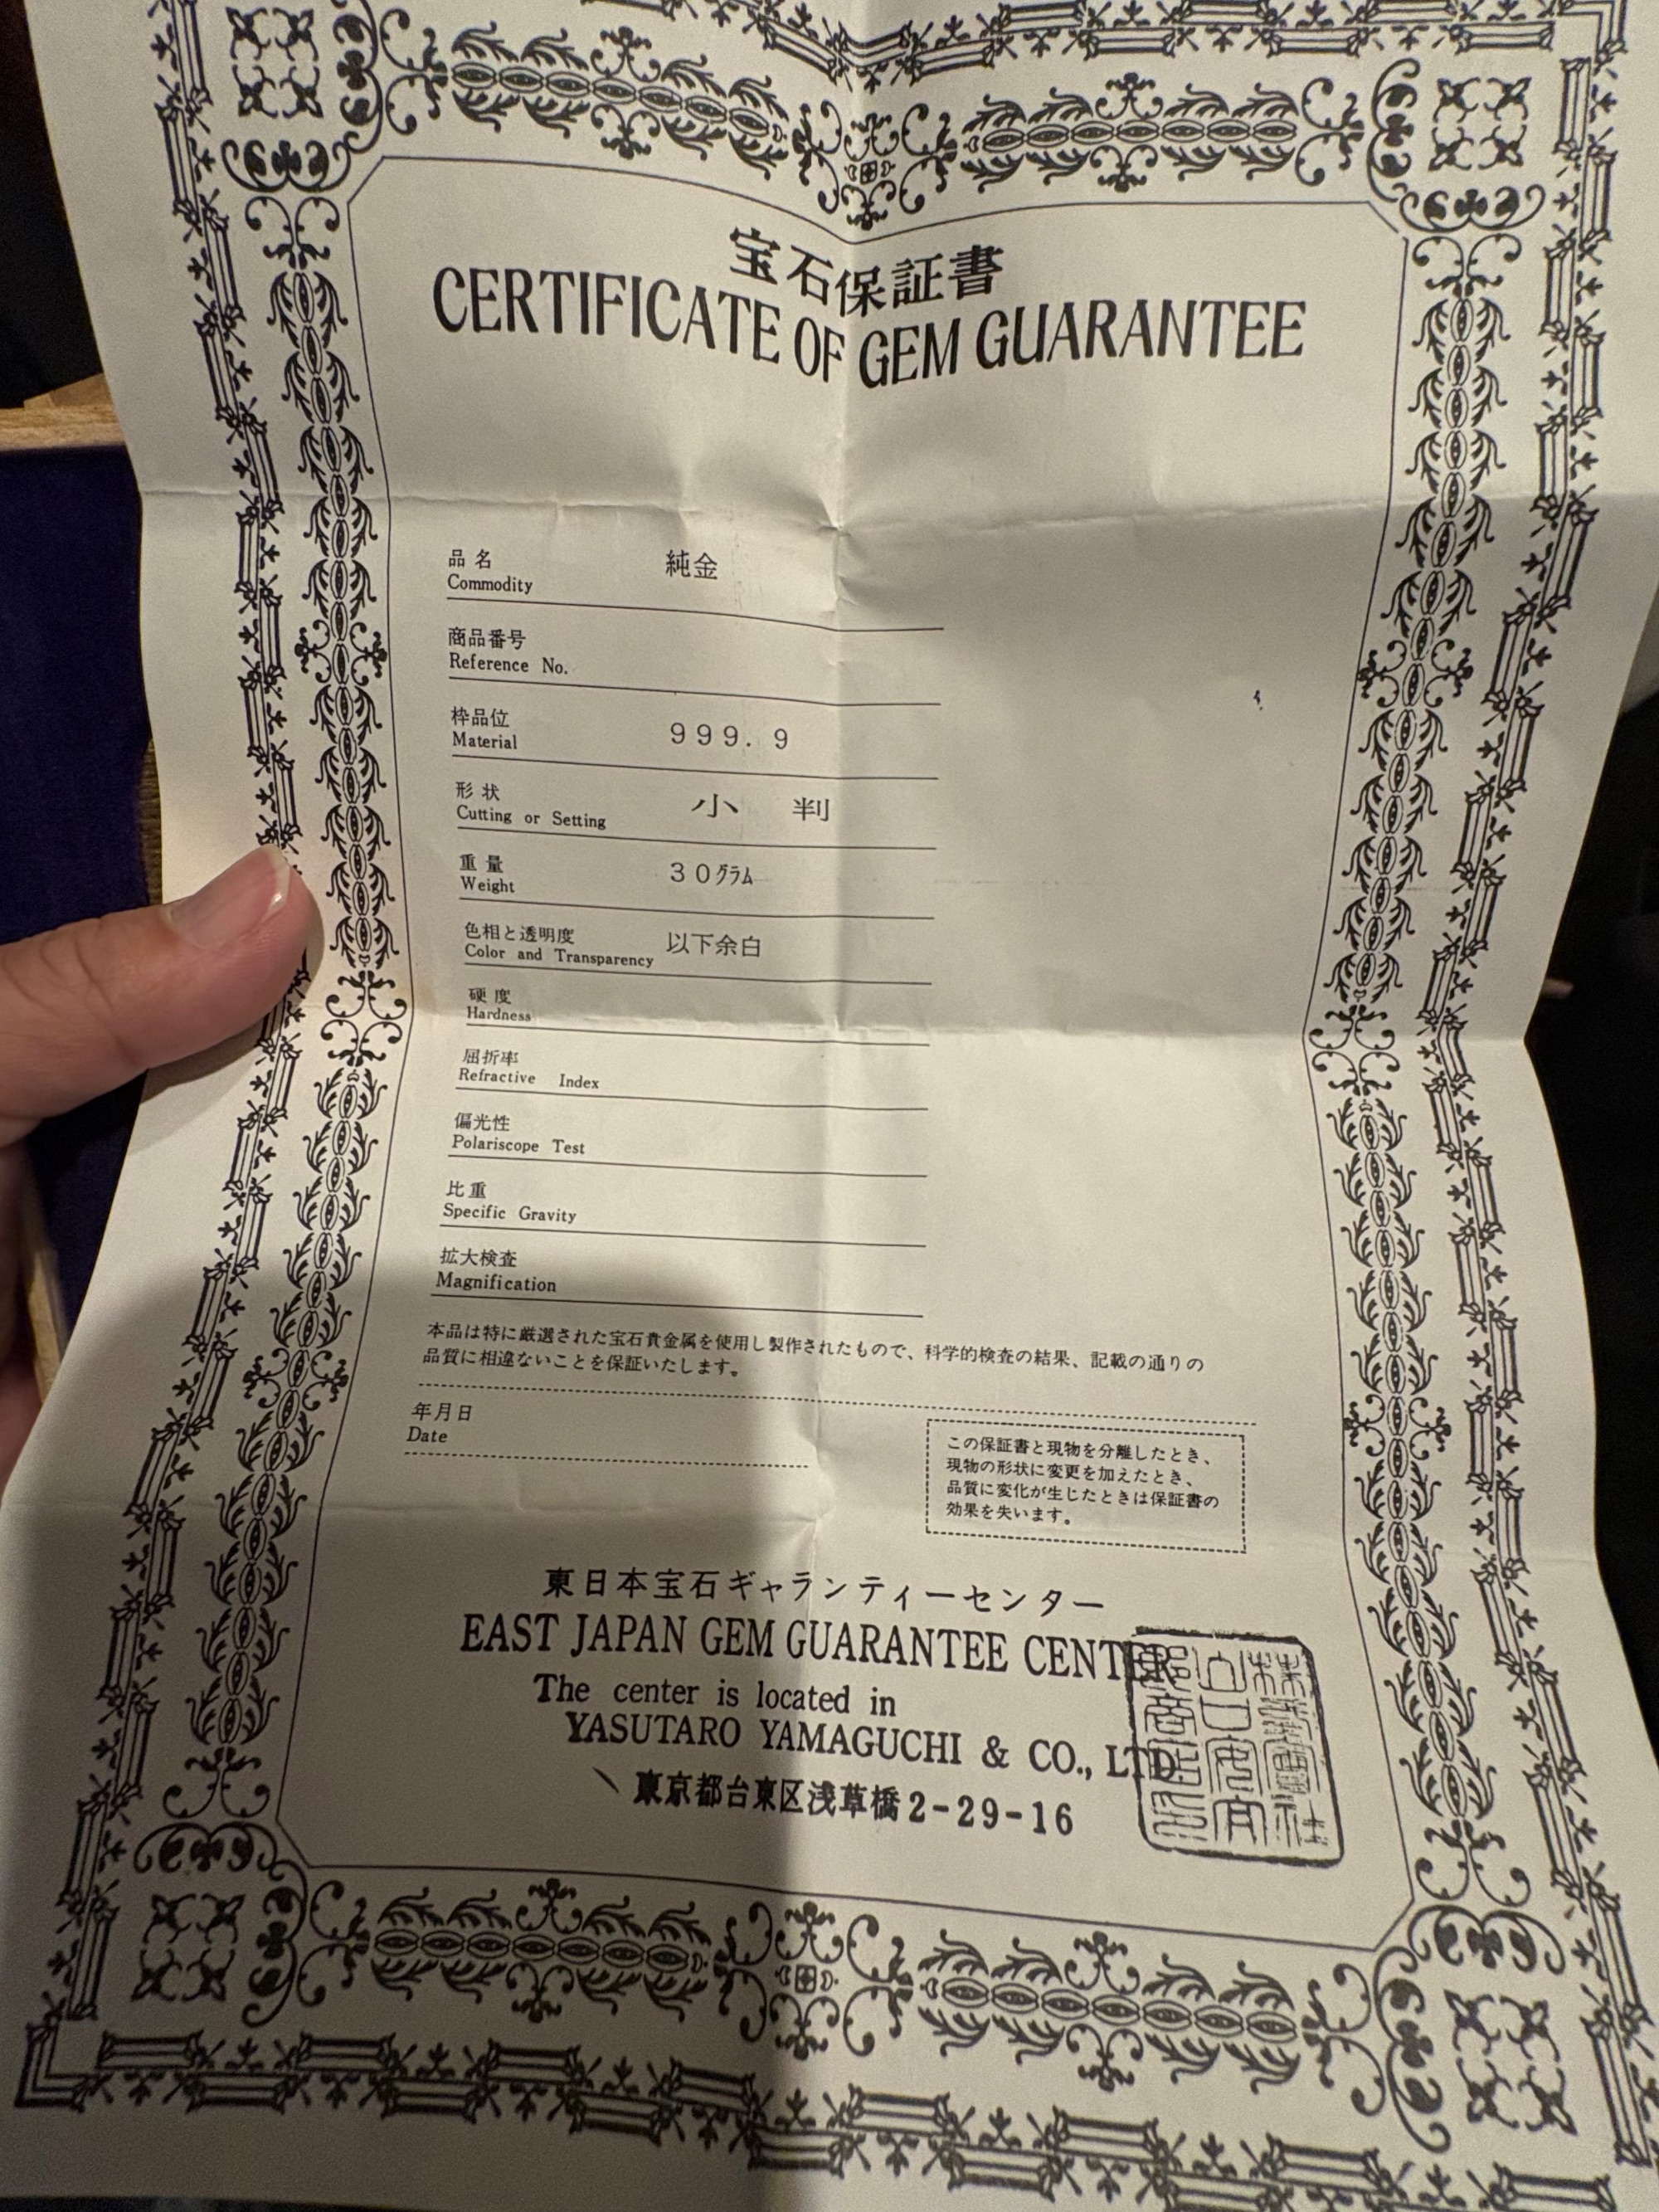 宝石保証書
CERTIFICATE OF GEM GUARANTEE
品名 純金
Commodity
商品番号
Reference No.
枠品位 999.9
Material
形状 小 判
Cutting or Setting
重量 30グラム
Weight
色相と透明度 以下余白
Color and Transparency
硬度
Hardness
屈折率
Refractive Index
偏光性
Polariscope Test
比重
Specific Gravity
拡大検査
Magnification
本品は特に厳選された宝石貴金属を使用し製作されたもので、科学的検査の結果、記載の通りの
品質に相違ないことを保証いたします。
年月日
Date
この保証書と現物を分離したとき、
現物の形状に変更を加えたとき、
品質に変化が生じたときは保証書の
効果を失います。
東日本宝石ギャランティーセンター
EAST JAPAN GEM GUARANTEE CENTER
The center is located in
YASUTARO YAMAGUCHI & CO., LTD.
東京都台東区浅草橋2-29-16